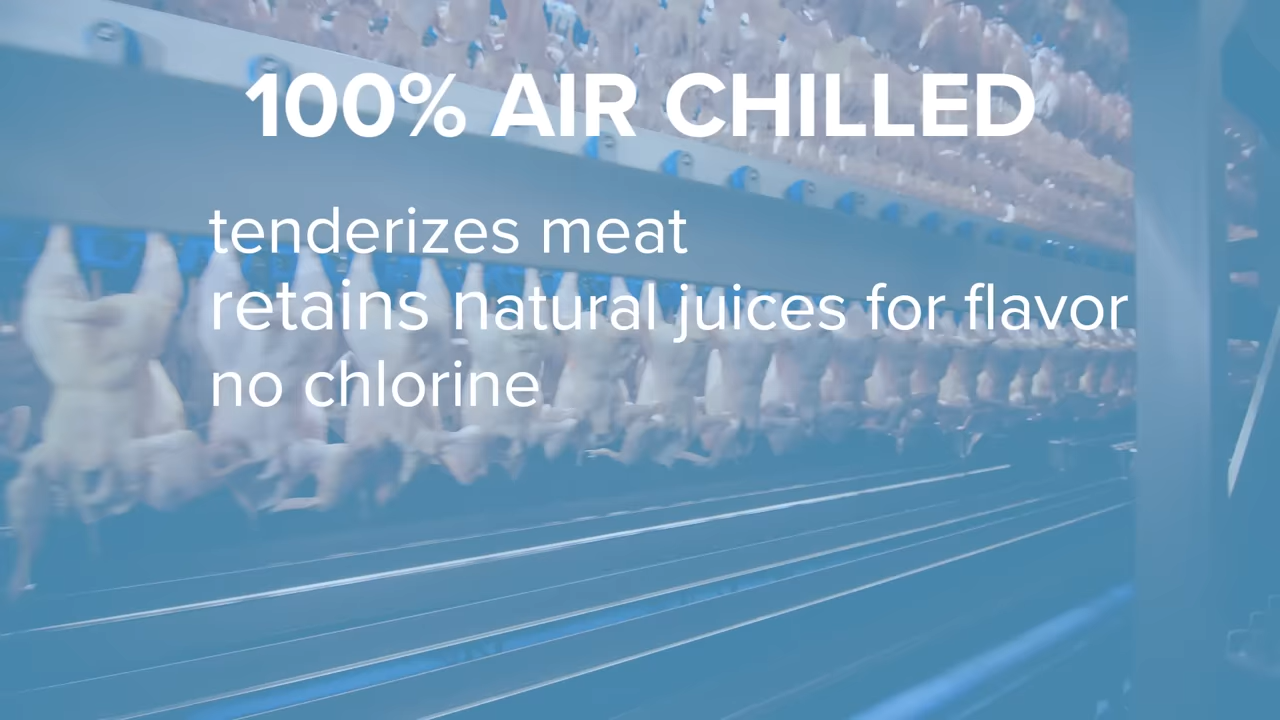 100% AIR CHILLED
tenderizes meat
retains natural juices for flavor
no chlorine